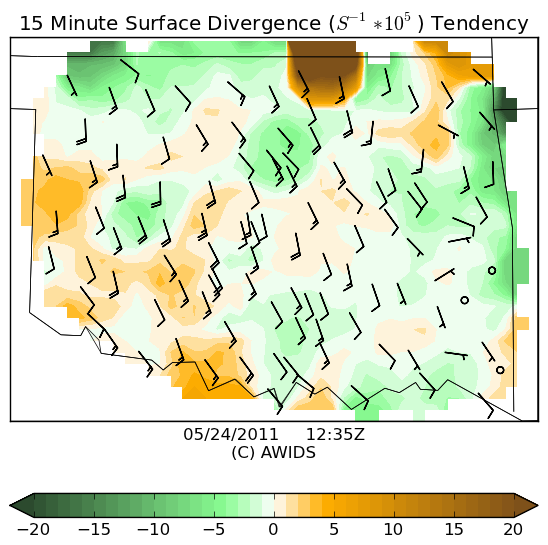 15 Minute Surface Divergence (S⁻¹ *10⁵ ) Tendency
05/24/2011 12:35Z
(C) AWIDS
−20 −15 −10 −5 0 5 10 15 20